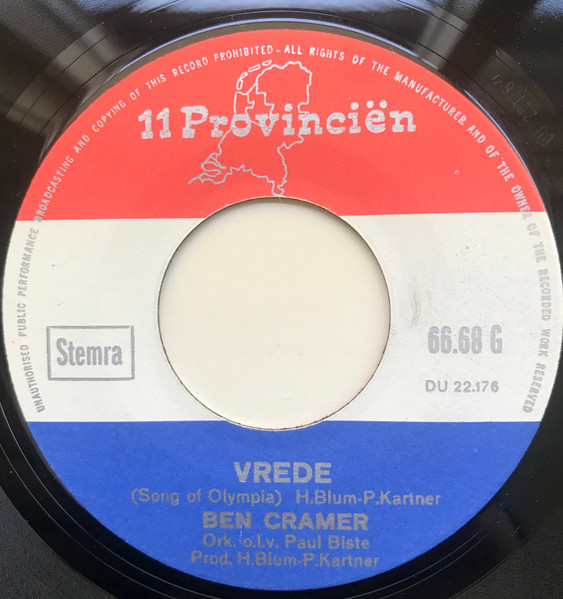 UNAUTHORISED PUBLIC PERFORMANCE BROADCASTING AND COPYING OF THIS RECORD PROHIBITED-ALL RIGHTS OF THE MANUFACTURER AND OF THE OWNER OF THE RECORDED WORK RESERVED
11 Provinciën
Stemra
66.68 G
DU 22.176
VREDE
(Song of Olympia) H.Blum-P.Kartner
BEN CRAMER
Ork. o.l.v. Paul Biste
Prod. H.Blum-P.Kartner